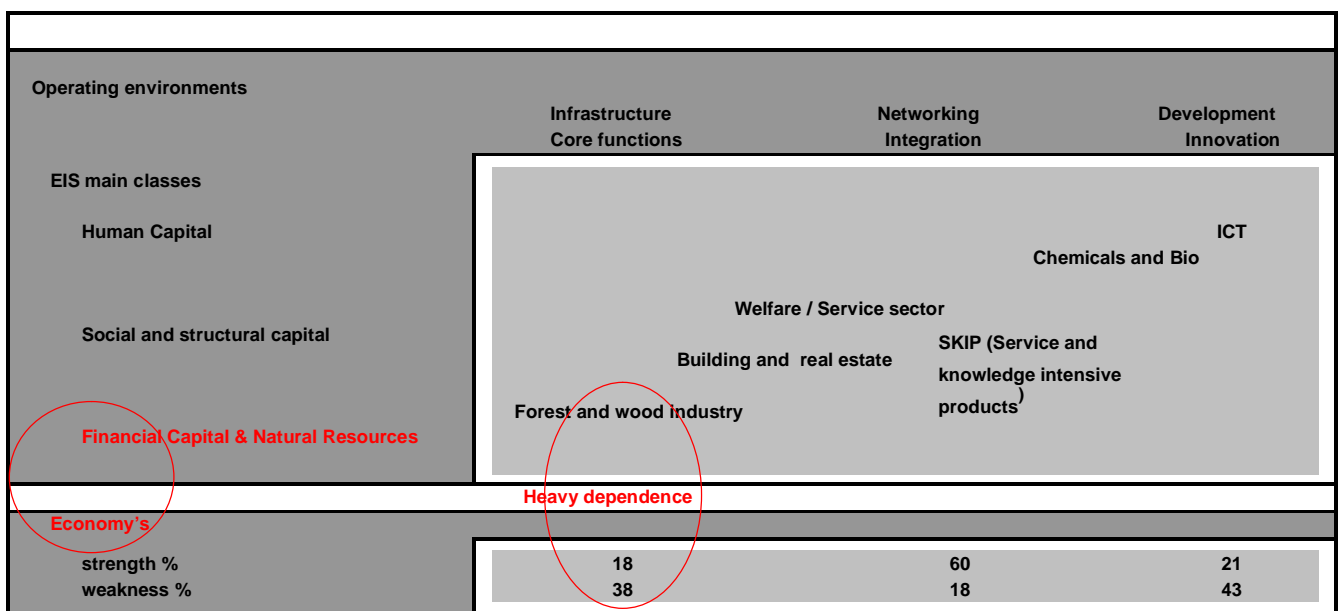 Operating environments
Infrastructure Networking Development
Core functions Integration Innovation
EIS main classes
Human Capital ICT
Chemicals and Bio
Welfare / Service sector
Social and structural capital SKIP (Service and
Building and real estate knowledge intensive
Forest and wood industry products)
Financial Capital & Natural Resources
Heavy dependence
Economy's
strength % 18 60 21
weakness % 38 18 43